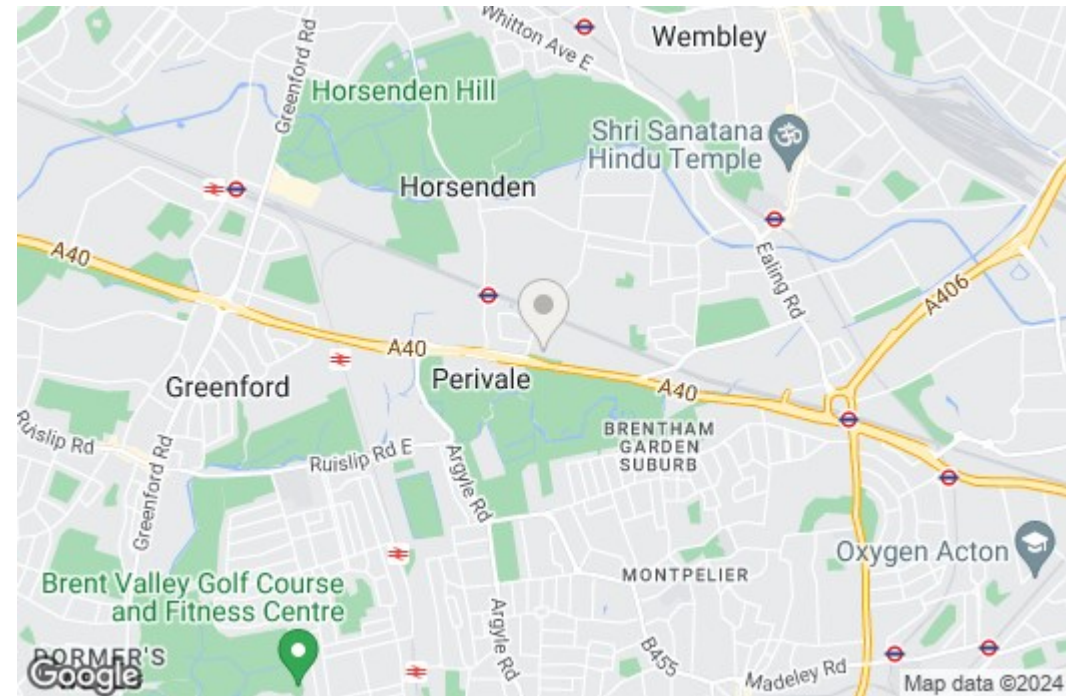 Whitton Ave E
Wembley
Greenford Rd
Horsenden Hill
Shri Sanatana
Hindu Temple
Horsenden
A40
Ealing Rd
A406
A40
Perivale
Greenford
A40
Ruislip Rd
BRENTHAM
GARDEN
SUBURB
Ruislip Rd E
Argyle Rd
Greenford Rd
Oxygen Acton
MONTPELIER
Brent Valley Golf Course
and Fitness Centre
Argyle Rd
B455
DORMER'S
Madeley Rd
Google
Map data ©2024